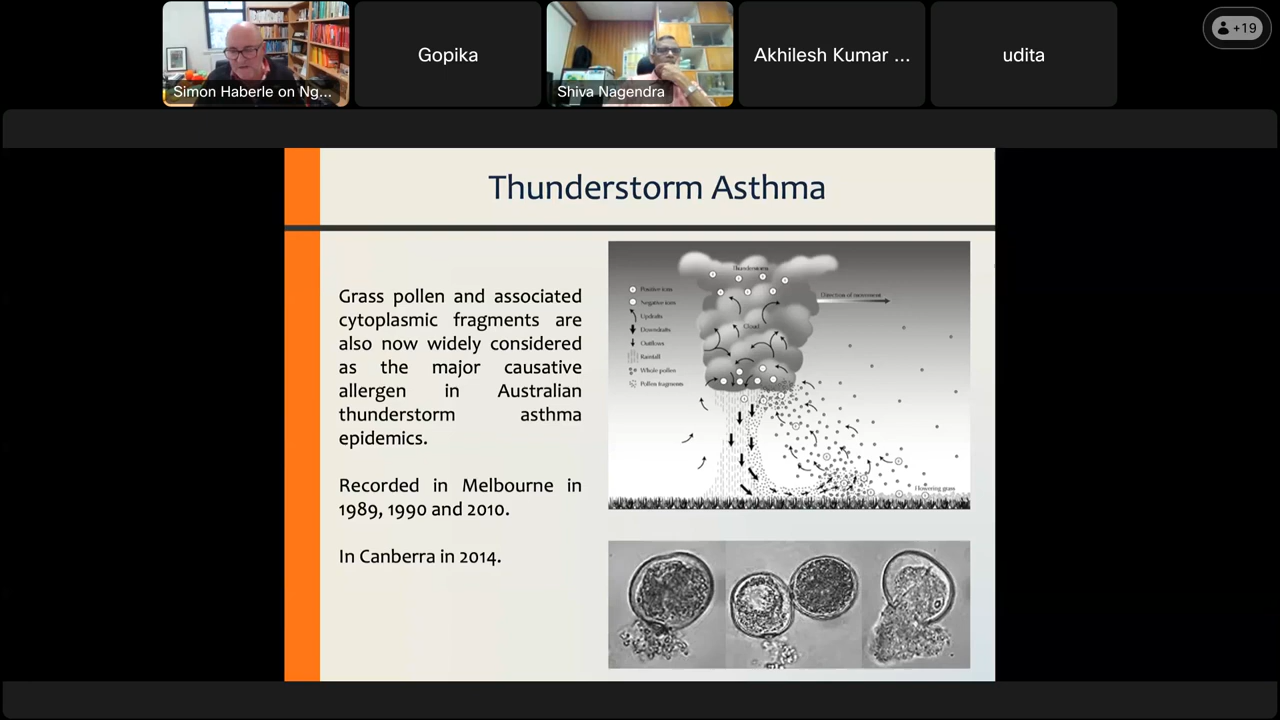 Simon Haberle on Ng...
Gopika
Shiva Nagendra
Akhilesh Kumar ...
udita
+19
Thunderstorm Asthma
Grass pollen and associated
cytoplasmic fragments are
also now widely considered
as the major causative
allergen in Australian
thunderstorm asthma
epidemics.
Recorded in Melbourne in
1989, 1990 and 2010.
In Canberra in 2014.
Thunderstorm
Positive ions
Negative ions
Updrafts
Downdrafts
Outflows
Rainfall
Whole pollen
Pollen fragments
Cloud
Direction of movement
Flowering grass